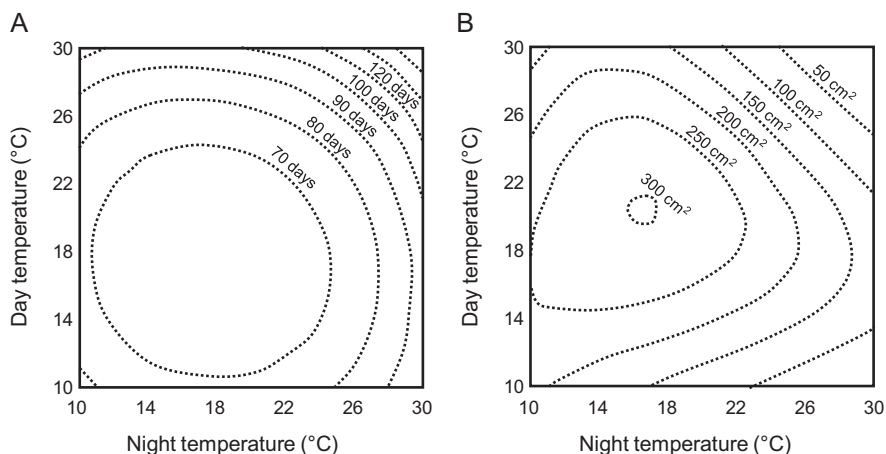 A
Day temperature (°C)
30
26
22
18
14
10
10 14 18 22 26 30
Night temperature (°C)
120 days
100 days
90 days
80 days
70 days
B
Day temperature (°C)
30
26
22
18
14
10
10 14 18 22 26 30
Night temperature (°C)
50 cm²
100 cm²
150 cm²
200 cm²
250 cm²
300 cm²